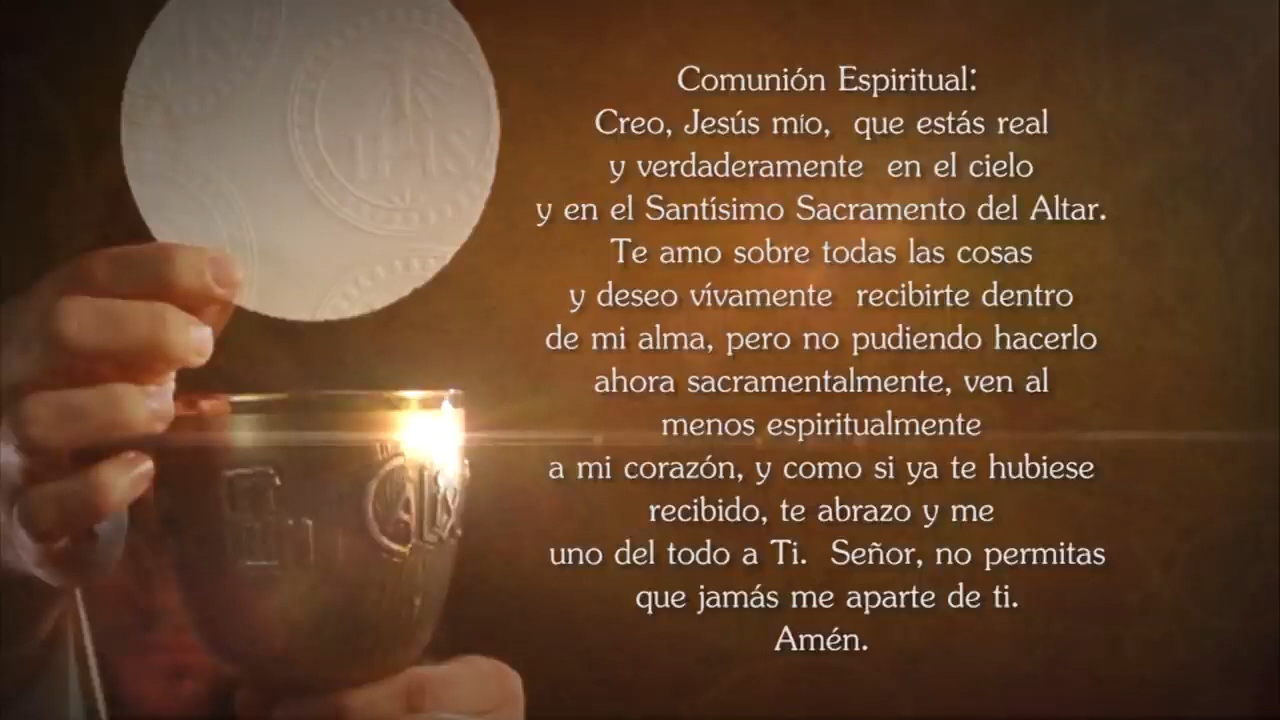 Comunión Espiritual:
Creo, Jesús mío, que estás real
y verdaderamente en el cielo
y en el Santísimo Sacramento del Altar.
Te amo sobre todas las cosas
y deseo vívamente recibirte dentro
de mi alma, pero no pudiendo hacerlo
ahora sacramentalmente, ven al
menos espiritualmente
a mi corazón, y como si ya te hubiese
recibido, te abrazo y me
uno del todo a Ti. Señor, no permitas
que jamás me aparte de ti.
Amén.